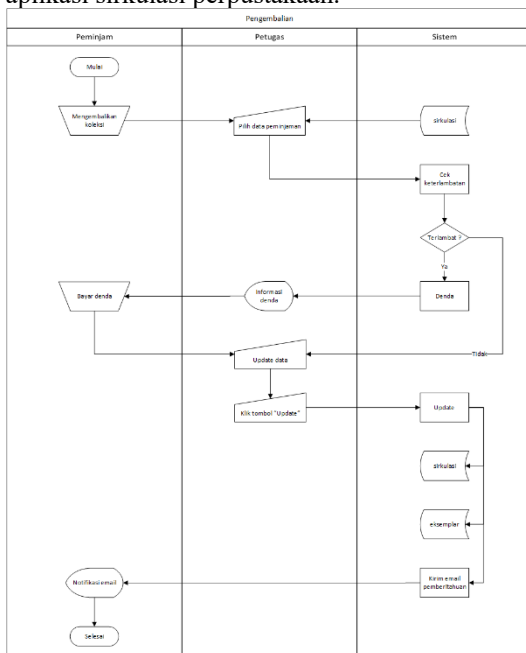 aplikasi sirkulasi perpustakaan.
Pengembalian
Peminjam
Petugas
Sistem
Mulai
Mengembalikan
koleksi
Pilih data peminjaman
sirkulasi
Cek
keterlambatan
Terlambat ?
Ya
Bayar denda
Informasi
denda
Denda
Tidak
Update data
Klik tombol "Update"
Update
sirkulasi
eksemplar
Notifikasi email
Kirim email
pemberitahuan
Selesai